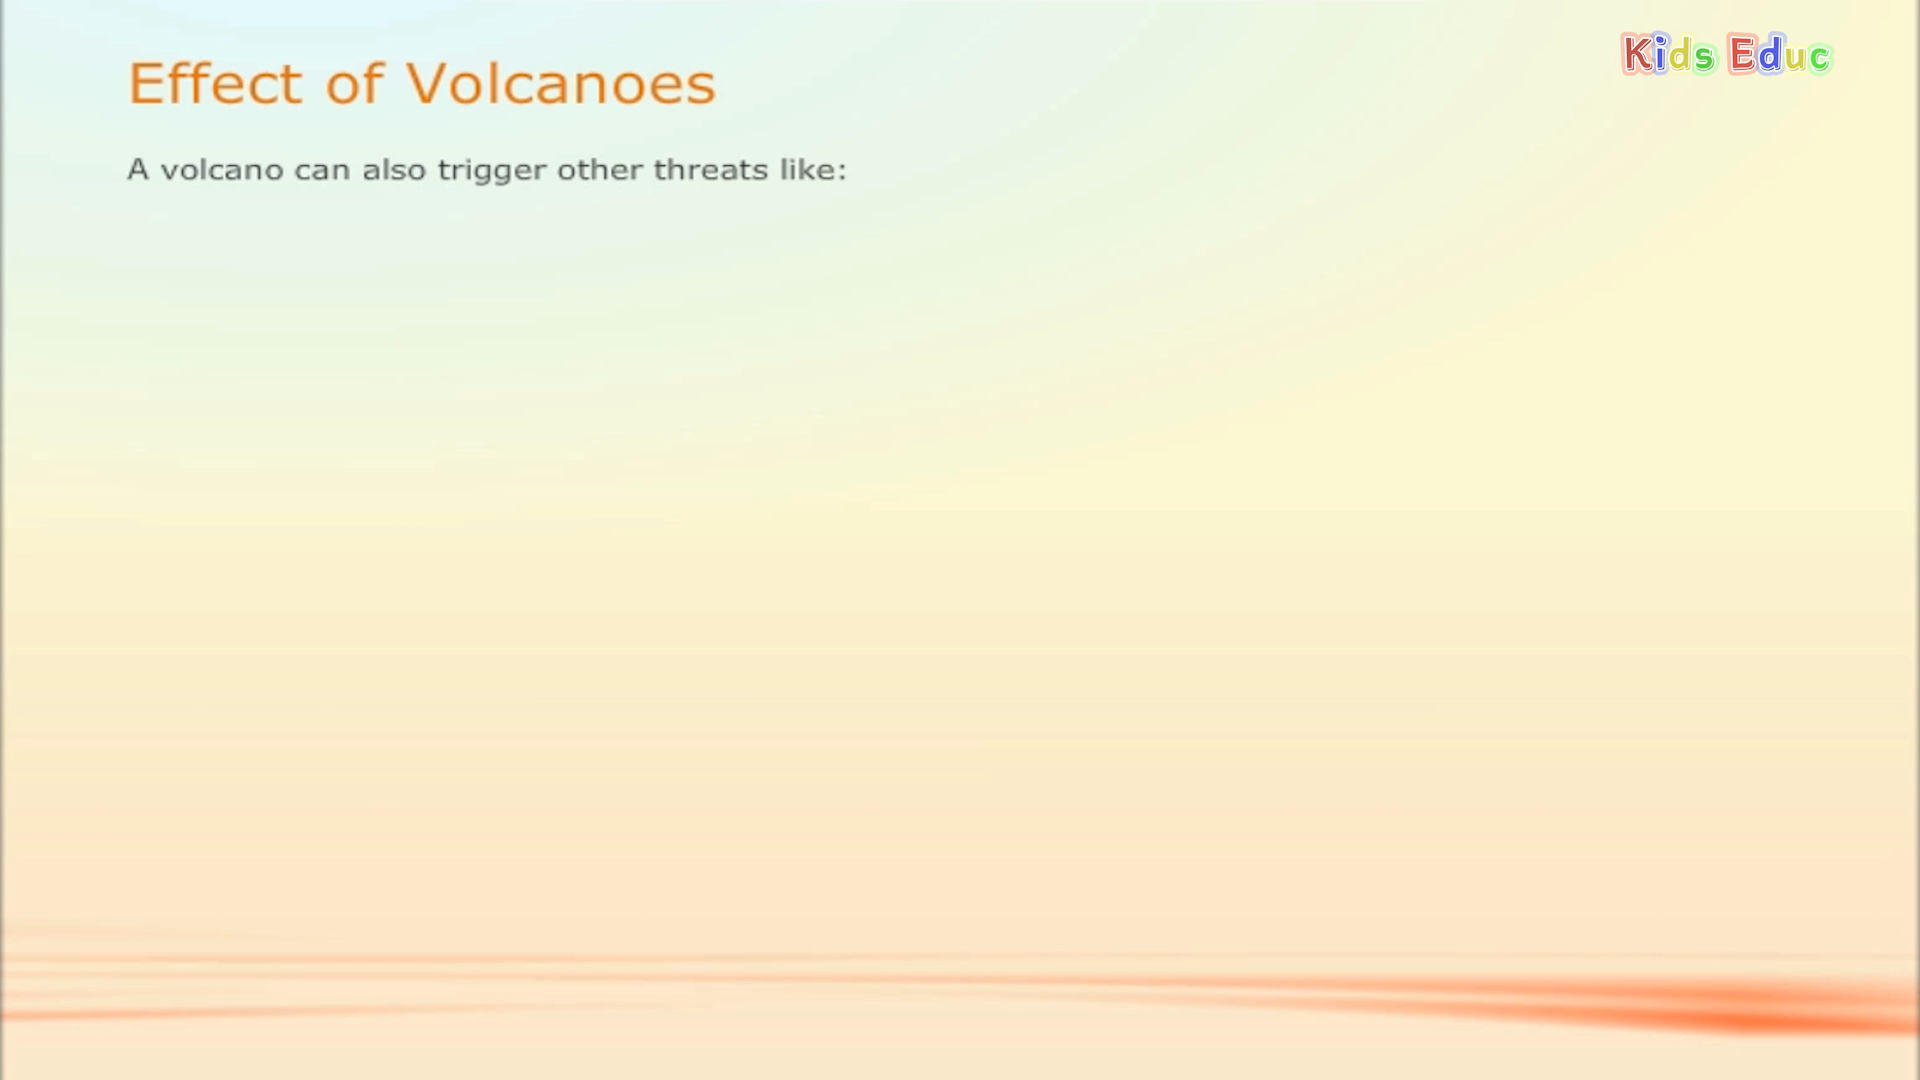 Kids Educ
Effect of Volcanoes
A volcano can also trigger other threats like: